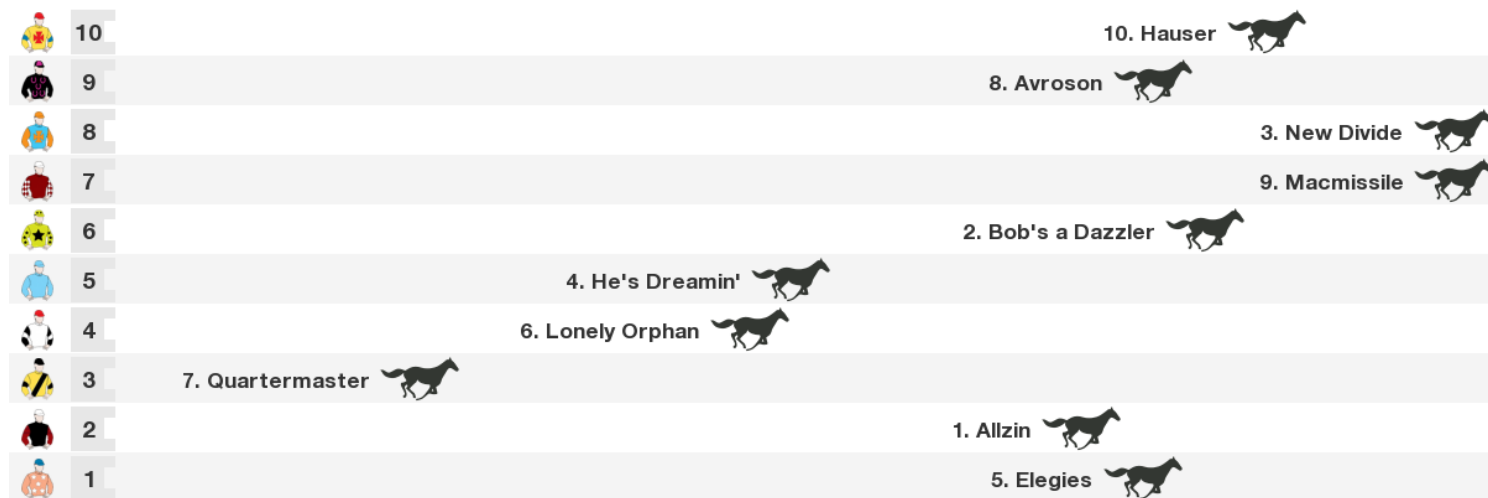 10 10. Hauser
9 8. Avroson
8 3. New Divide
7 9. Macmissile
6 2. Bob's a Dazzler
5 4. He's Dreamin'
4 6. Lonely Orphan
3 7. Quartermaster
2 1. Allzin
1 5. Elegies